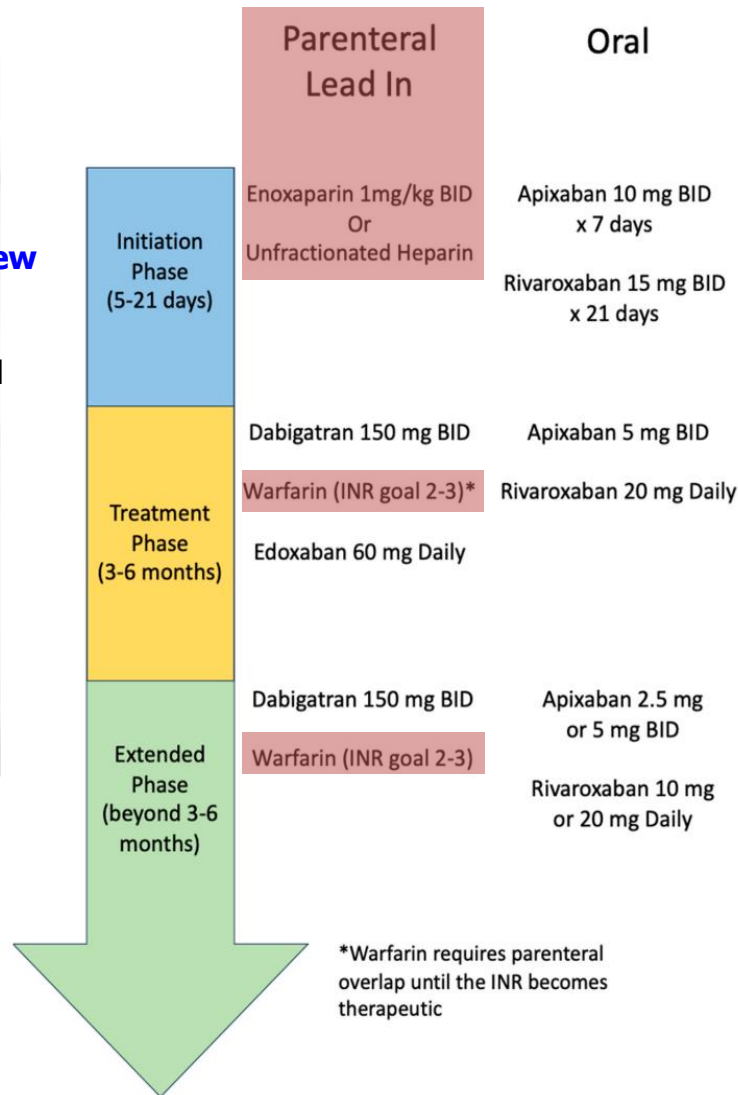 Parenteral
Lead In
Oral
ew
Initiation
Phase
(5-21 days)
Enoxaparin 1mg/kg BID
Or
Unfractionated Heparin
Apixaban 10 mg BID
x 7 days
Rivaroxaban 15 mg BID
x 21 days
Treatment
Phase
(3-6 months)
Dabigatran 150 mg BID
Warfarin (INR goal 2-3)*
Edoxaban 60 mg Daily
Apixaban 5 mg BID
Rivaroxaban 20 mg Daily
Extended
Phase
(beyond 3-6
months)
Dabigatran 150 mg BID
Warfarin (INR goal 2-3)
Apixaban 2.5 mg
or 5 mg BID
Rivaroxaban 10 mg
or 20 mg Daily
*Warfarin requires parenteral
overlap until the INR becomes
therapeutic